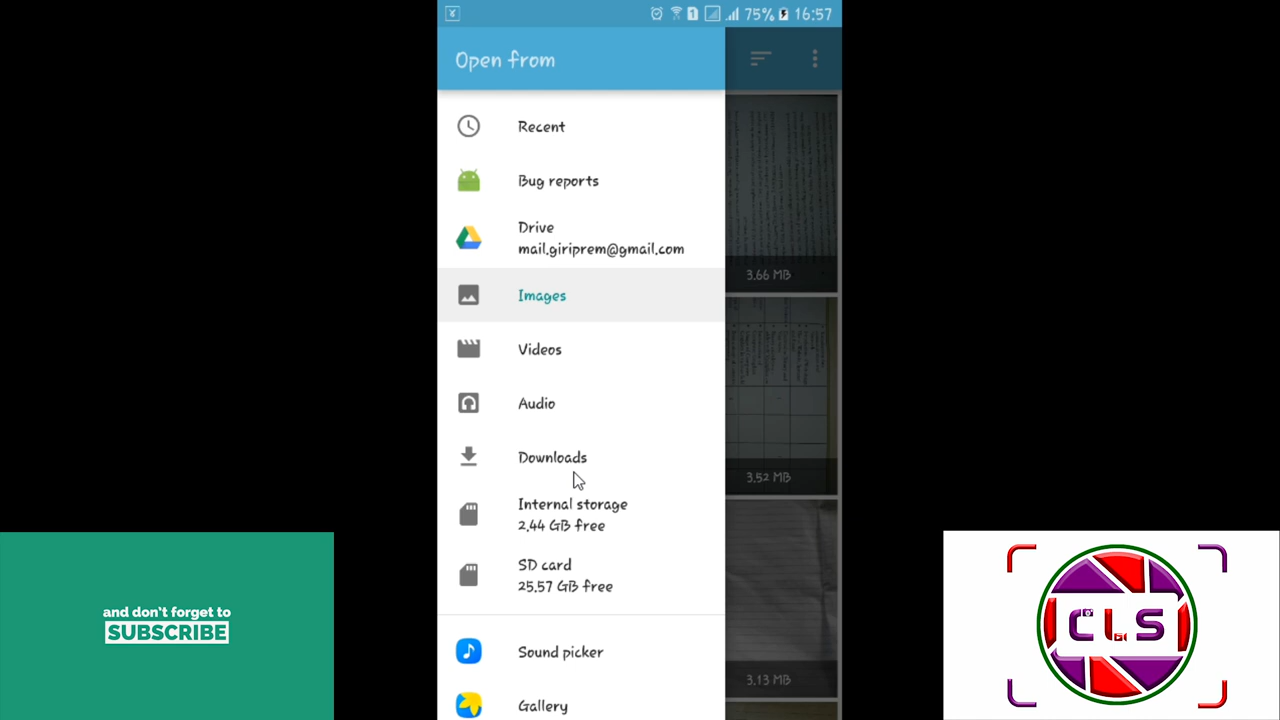 75% 16:57
Open from
Recent
Bug reports
Drive
mail.giriprem@gmail.com
Images
Videos
Audio
Downloads
Internal storage
2.44 GB free
SD card
25.57 GB free
Sound picker
Gallery
3.66 MB
3.52 MB
3.13 MB
and don't forget to
SUBSCRIBE
CLS